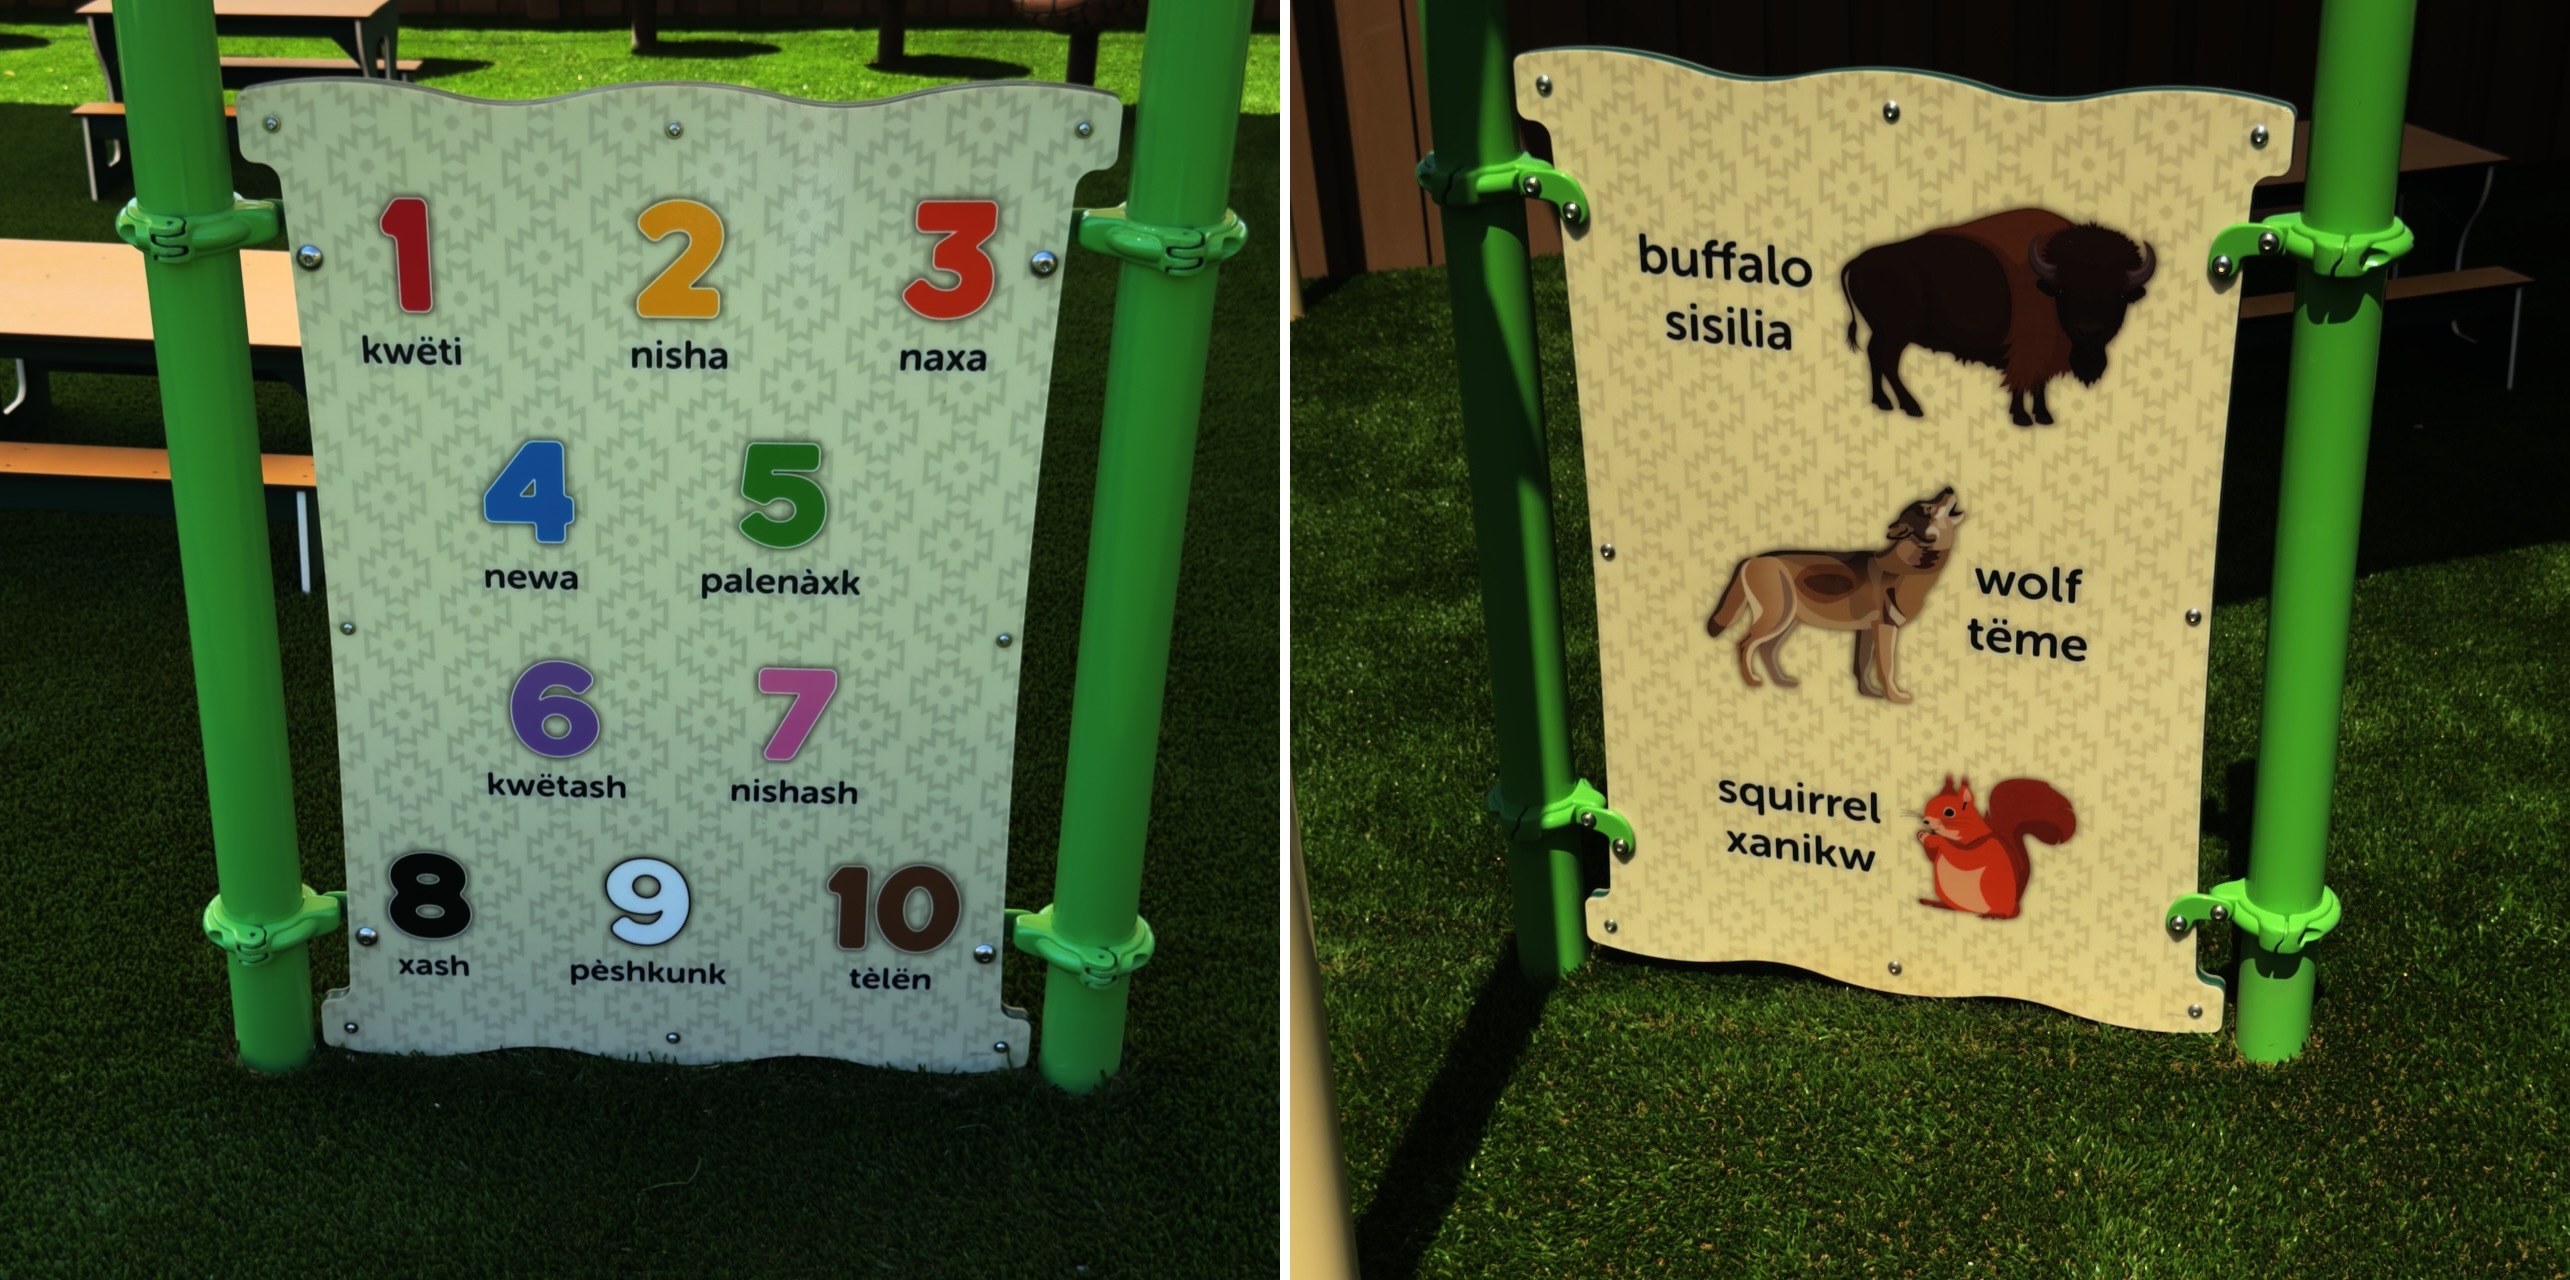 1 2 3
kwëti nisha naxa
4 5
newa palenàxk
6 7
kwëtash nishash
8 9 10
xash pèshkunk tèlën
buffalo
sisilia
wolf
tëme
squirrel
xanikw